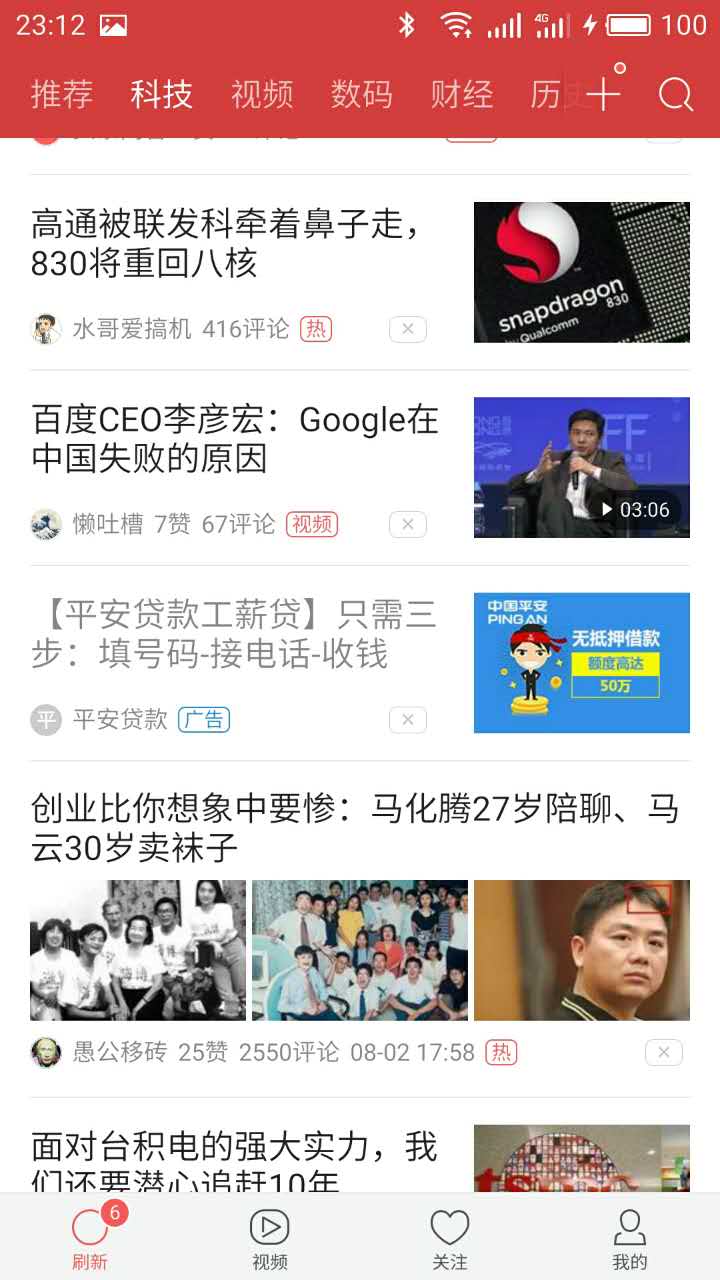 23:12 4G 100
推荐 科技 视频 数码 财经 历史
高通被联发科牵着鼻子走，
830将重回八核
水哥爱搞机 416评论 热
snapdragon
830
by Qualcomm
百度CEO李彦宏：Google在
中国失败的原因
懒吐槽 7赞 67评论 视频
03:06
【平安贷款工薪贷】只需三
步：填号码-接电话-收钱
平 平安贷款 广告
中国平安
PINGAN
无抵押借款
额度高达
50万
创业比你想象中要惨：马化腾27岁陪聊、马
云30岁卖袜子
愚公移砖 25赞 2550评论 08-02 17:58 热
面对台积电的强大实力，我
们还要潜心追赶10年
6
刷新 视频 关注 我的